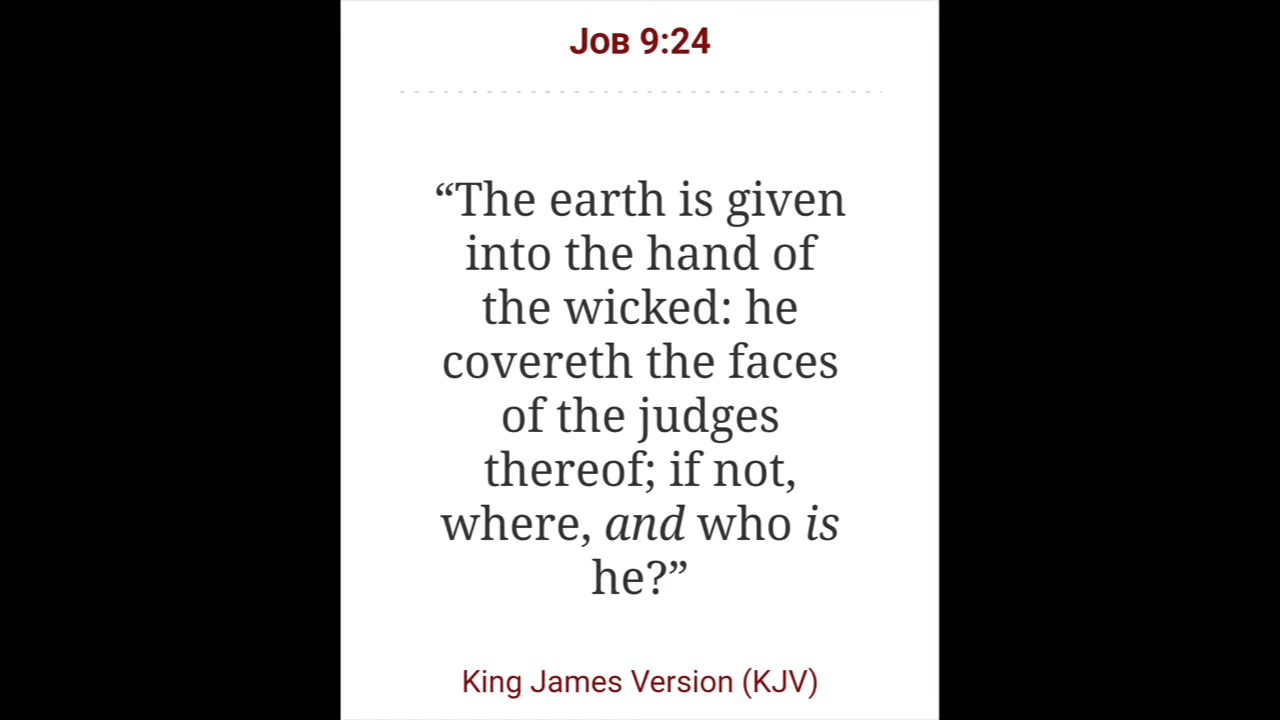 Job 9:24
“The earth is given
into the hand of
the wicked: he
covereth the faces
of the judges
thereof; if not,
where, and who is
he?”
King James Version (KJV)